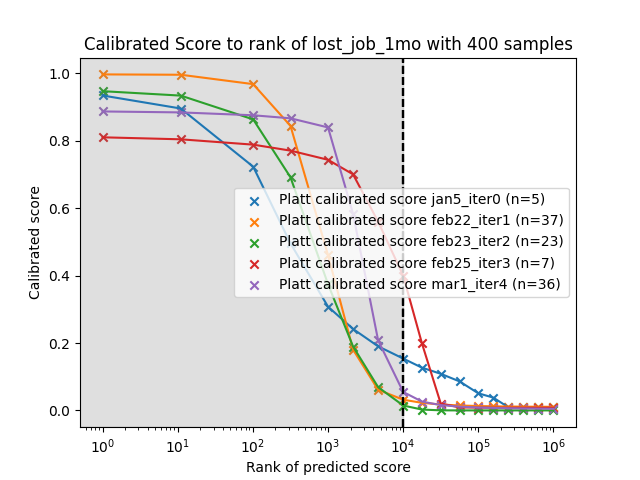 Calibrated Score to rank of lost_job_1mo with 400 samples
Calibrated score
1.0
0.8
0.6
0.4
0.2
0.0
Platt calibrated score jan5_iter0 (n=5)
Platt calibrated score feb22_iter1 (n=37)
Platt calibrated score feb23_iter2 (n=23)
Platt calibrated score feb25_iter3 (n=7)
Platt calibrated score mar1_iter4 (n=36)
10⁰ 10¹ 10² 10³ 10⁴ 10⁵ 10⁶
Rank of predicted score